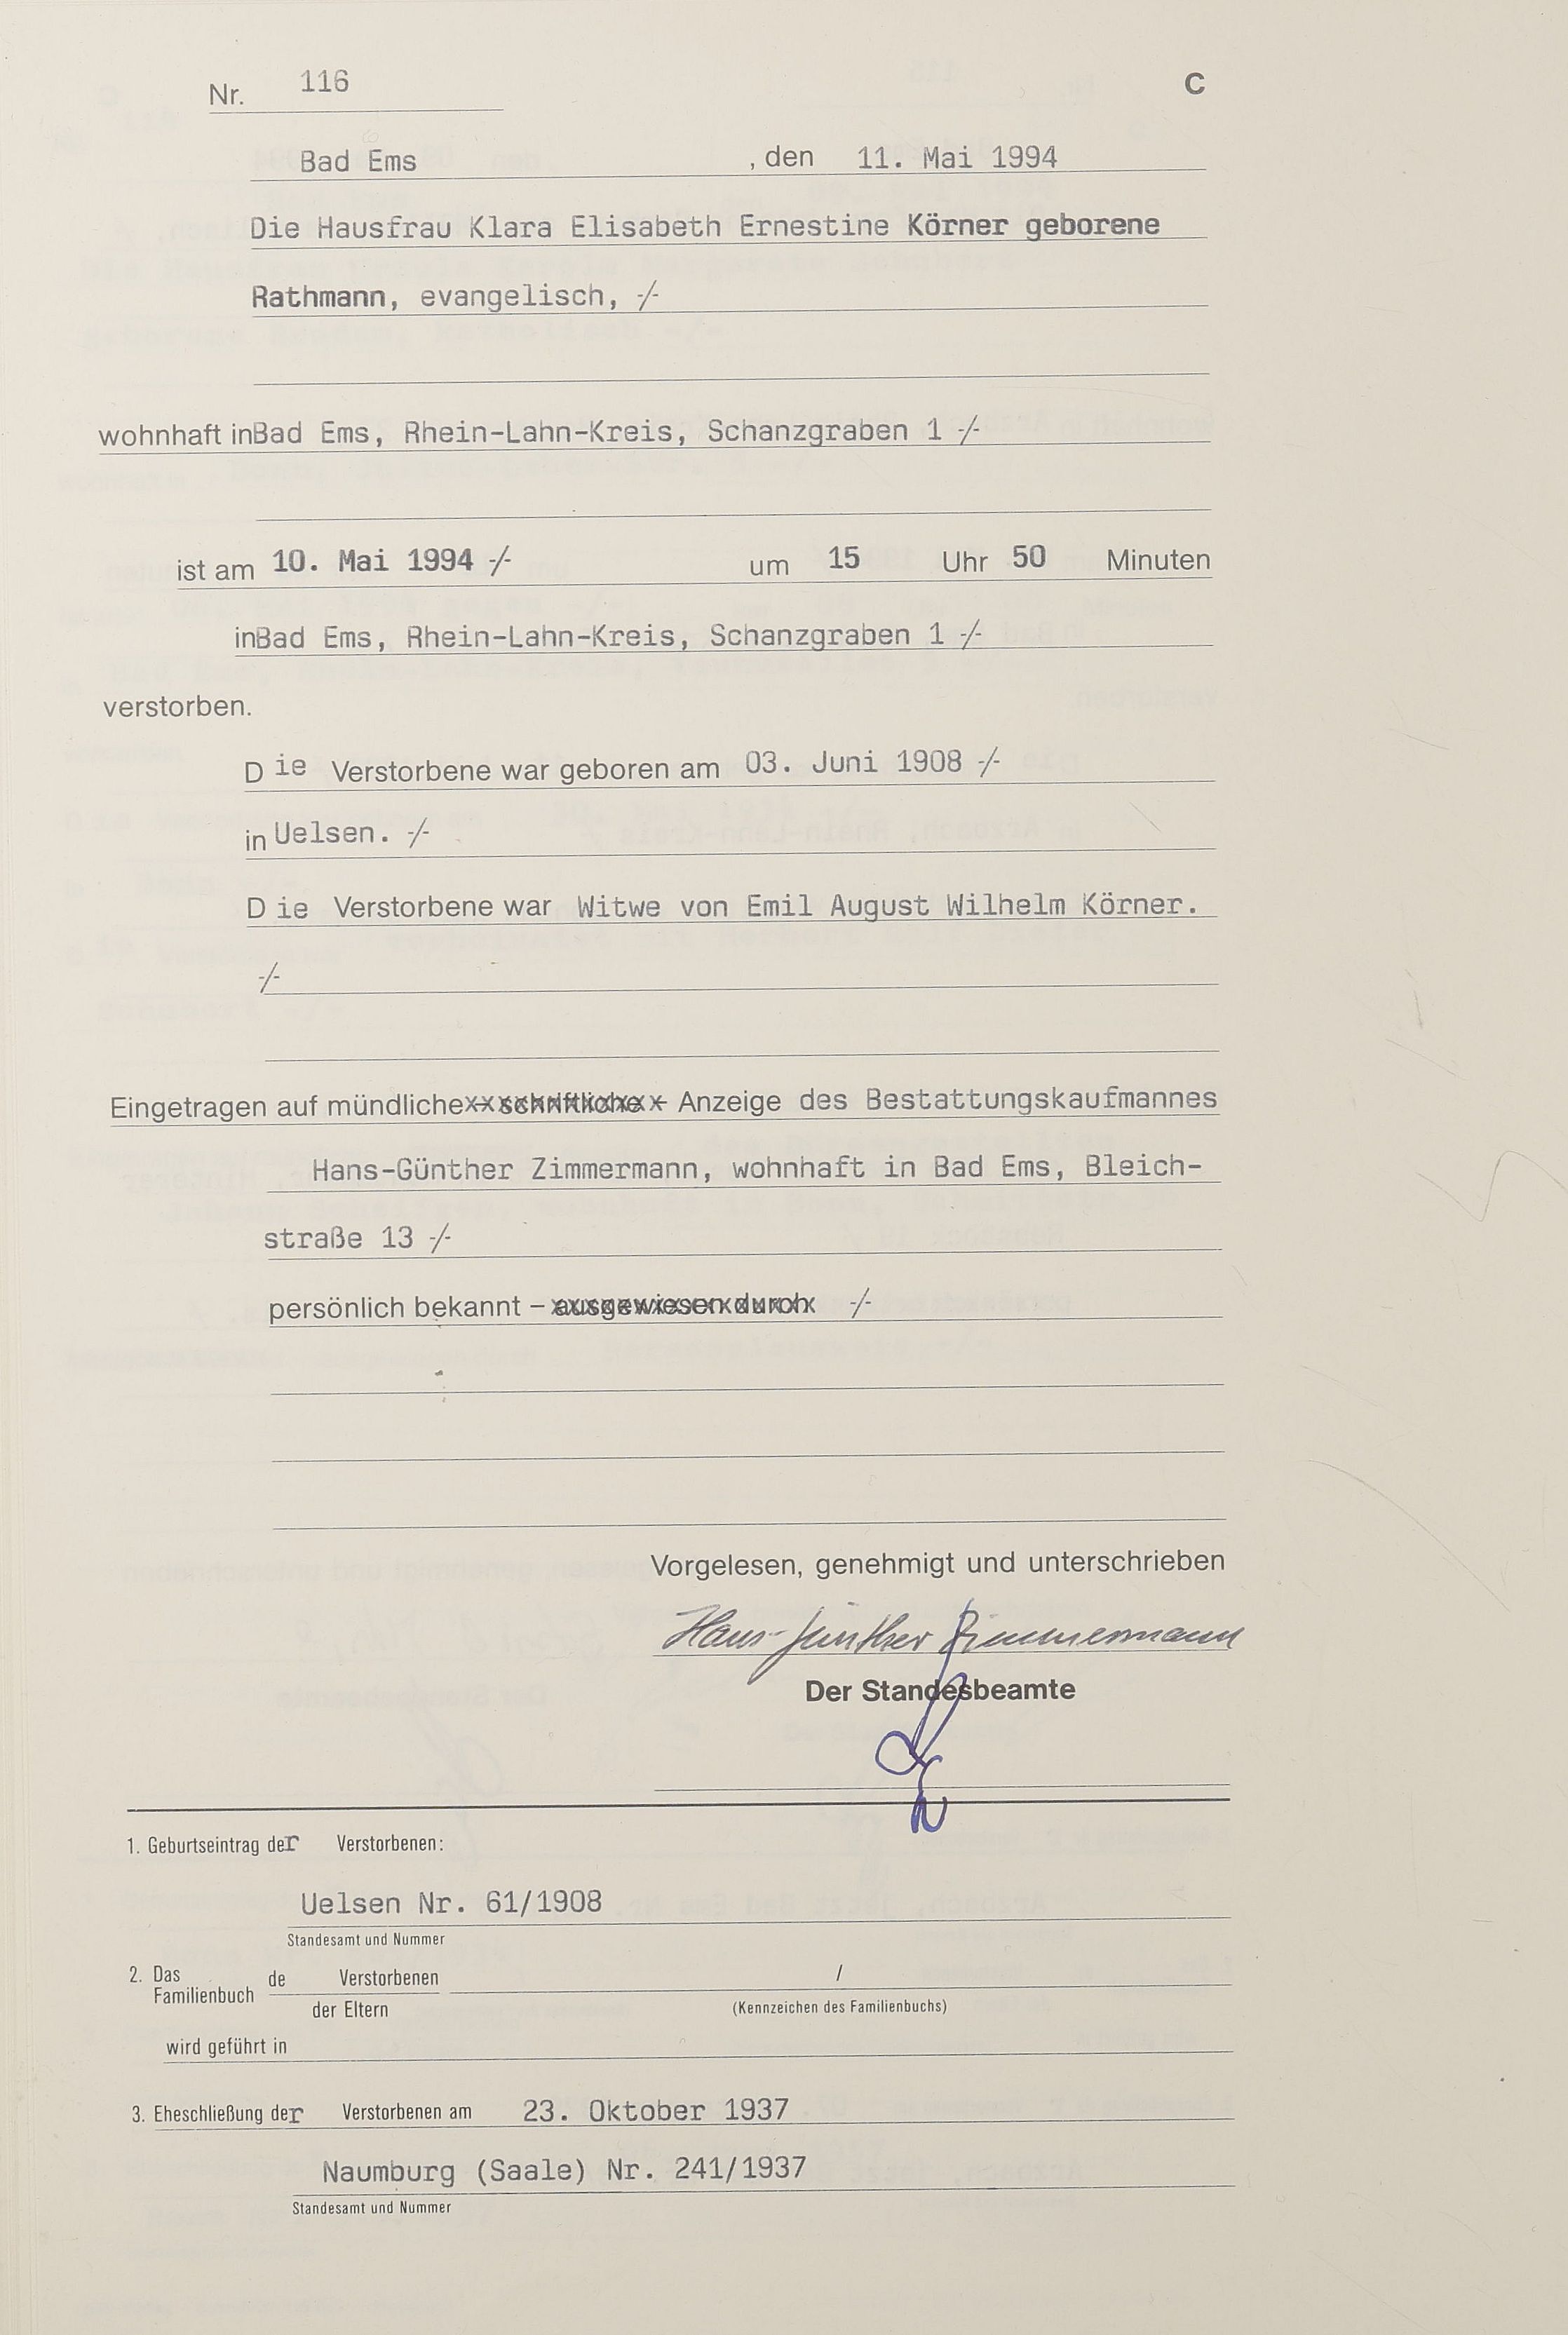 Nr. 116 C
Bad Ems , den 11. Mai 1994
Die Hausfrau Klara Elisabeth Ernestine Körner geborene
Rathmann, evangelisch, -/-
wohnhaft in Bad Ems, Rhein-Lahn-Kreis, Schanzgraben 1 -/-
ist am 10. Mai 1994 -/- um 15 Uhr 50 Minuten
in Bad Ems, Rhein-Lahn-Kreis, Schanzgraben 1 -/-
verstorben.
Die Verstorbene war geboren am 03. Juni 1908 -/-
in Uelsen. -/-
Die Verstorbene war Witwe von Emil August Wilhelm Körner.
-/-
Eingetragen auf mündliche – schriftliche – Anzeige des Bestattungskaufmannes
Hans-Günther Zimmermann, wohnhaft in Bad Ems, Bleich-
straße 13 -/-
persönlich bekannt – ausgewiesen durch -/-
Vorgelesen, genehmigt und unterschrieben
Hans-Günther Zimmermann
Der Standesbeamte
1. Geburtseintrag der Verstorbenen:
Uelsen Nr. 61/1908
Standesamt und Nummer
2. Das Familienbuch de Verstorbenen /
der Eltern (Kennzeichen des Familienbuchs)
wird geführt in
3. Eheschließung der Verstorbenen am 23. Oktober 1937
Naumburg (Saale) Nr. 241/1937
Standesamt und Nummer